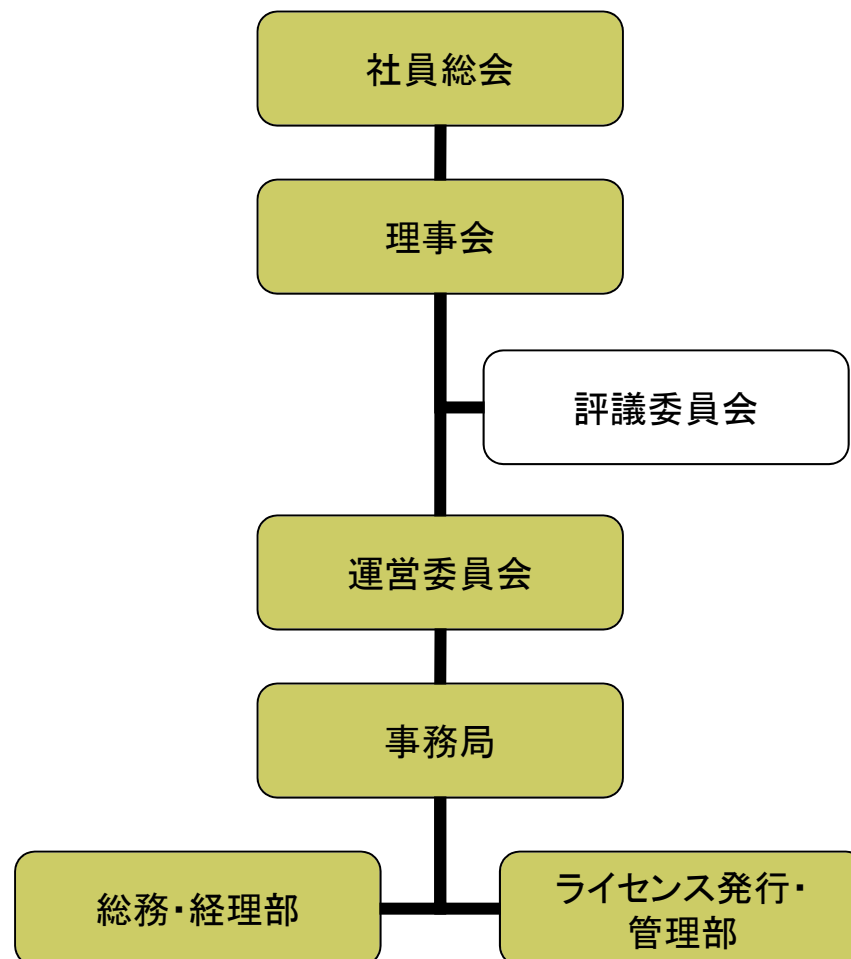 社員総会
理事会
評議委員会
運営委員会
事務局
総務・経理部
ライセンス発行・
管理部